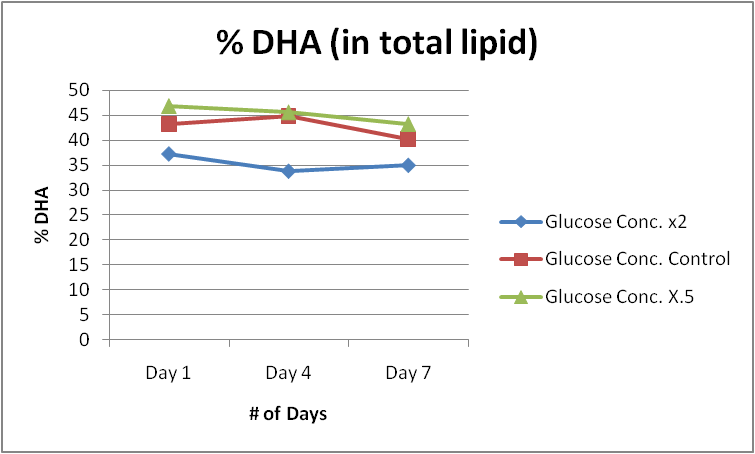 % DHA (in total lipid)
50
45
40
35
30
25
20
15
10
5
0
% DHA
Day 1
Day 4
Day 7
# of Days
Glucose Conc. x2
Glucose Conc. Control
Glucose Conc. X.5